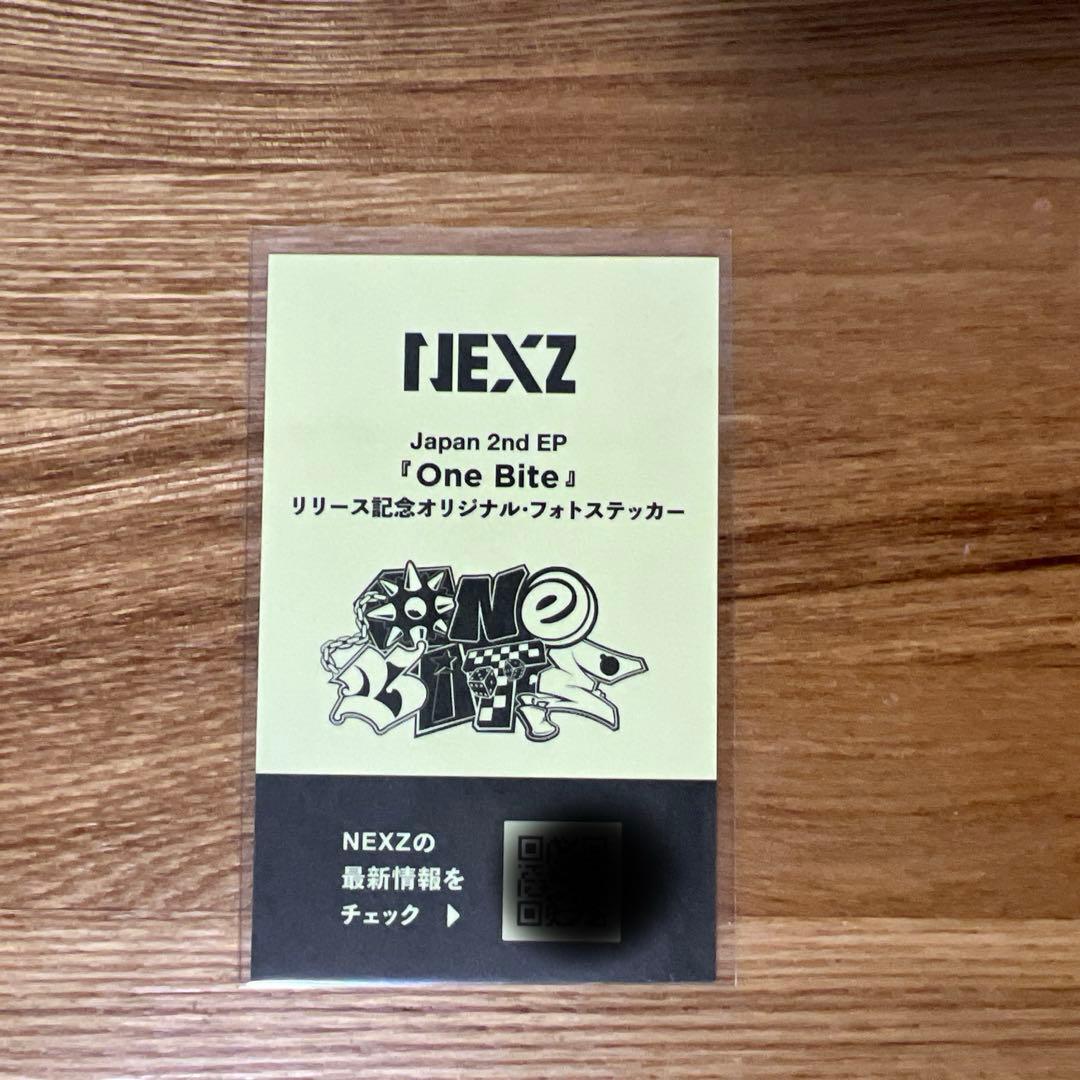 NEXZ
Japan 2nd EP
『One Bite』
リリース記念オリジナル・フォトステッカー
ONe
BITE
NEXZの
最新情報を
チェック ▶